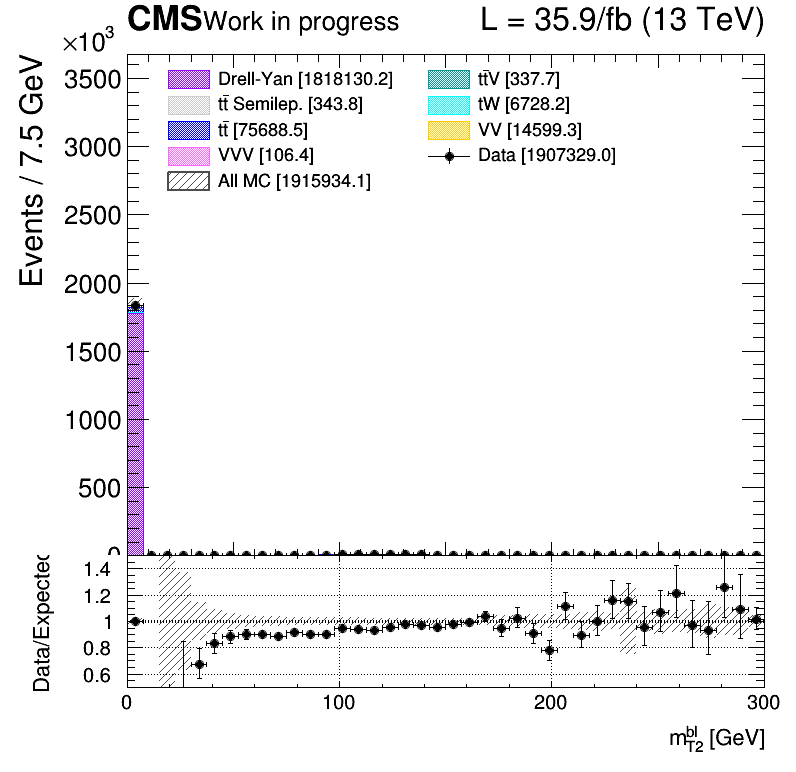 CMS Work in progress L = 35.9/fb (13 TeV)
×10³
Events / 7.5 GeV
3500
3000
2500
2000
1500
1000
500
0
Drell-Yan [1818130.2]
tt̄ Semilep. [343.8]
tt̄ [75688.5]
VVV [106.4]
All MC [1915934.1]
tt̄V [337.7]
tW [6728.2]
VV [14599.3]
Data [1907329.0]
Data/Expected
1.4
1.2
1
0.8
0.6
0 100 200 300
m_T2^bl [GeV]